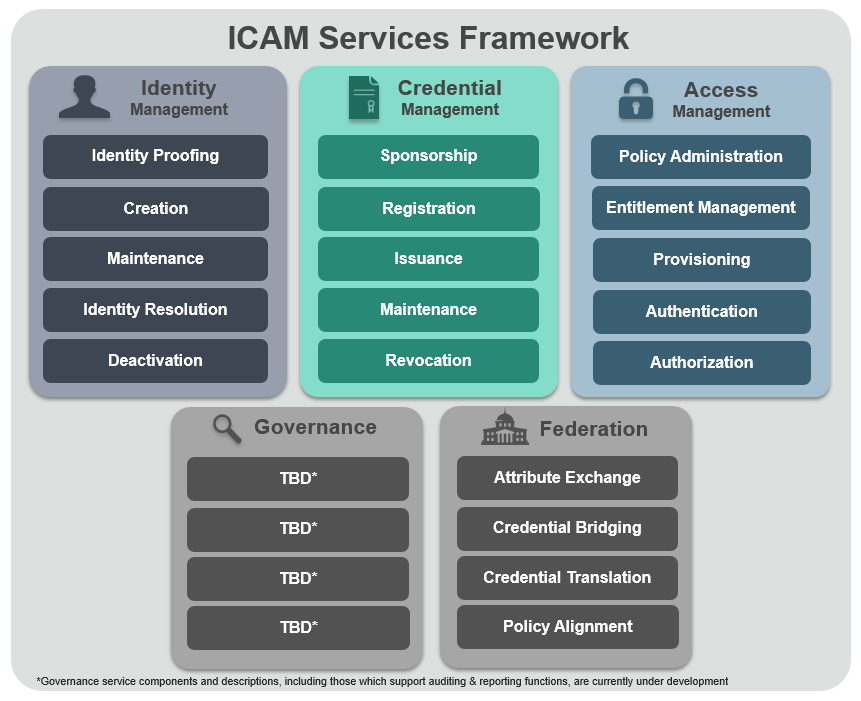 ICAM Services Framework
Identity
Management
Identity Proofing
Creation
Maintenance
Identity Resolution
Deactivation
Credential
Management
Sponsorship
Registration
Issuance
Maintenance
Revocation
Access
Management
Policy Administration
Entitlement Management
Provisioning
Authentication
Authorization
Governance
TBD*
TBD*
TBD*
TBD*
Federation
Attribute Exchange
Credential Bridging
Credential Translation
Policy Alignment
*Governance service components and descriptions, including those which support auditing & reporting functions, are currently under development